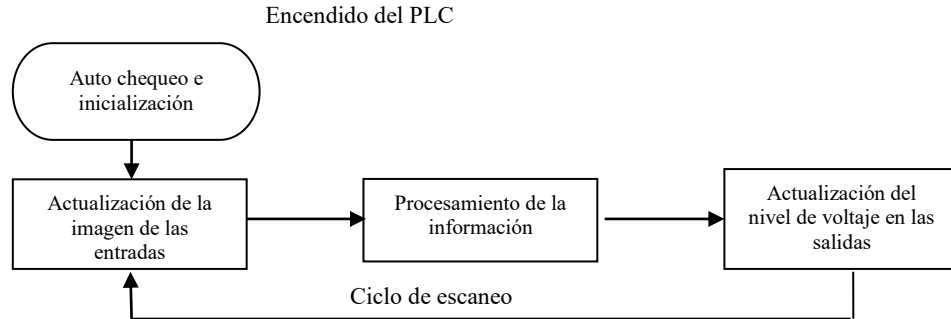 Encendido del PLC
Auto chequeo e
inicialización
Actualización de la
imagen de las
entradas
Procesamiento de la
información
Actualización del
nivel de voltaje en las
salidas
Ciclo de escaneo